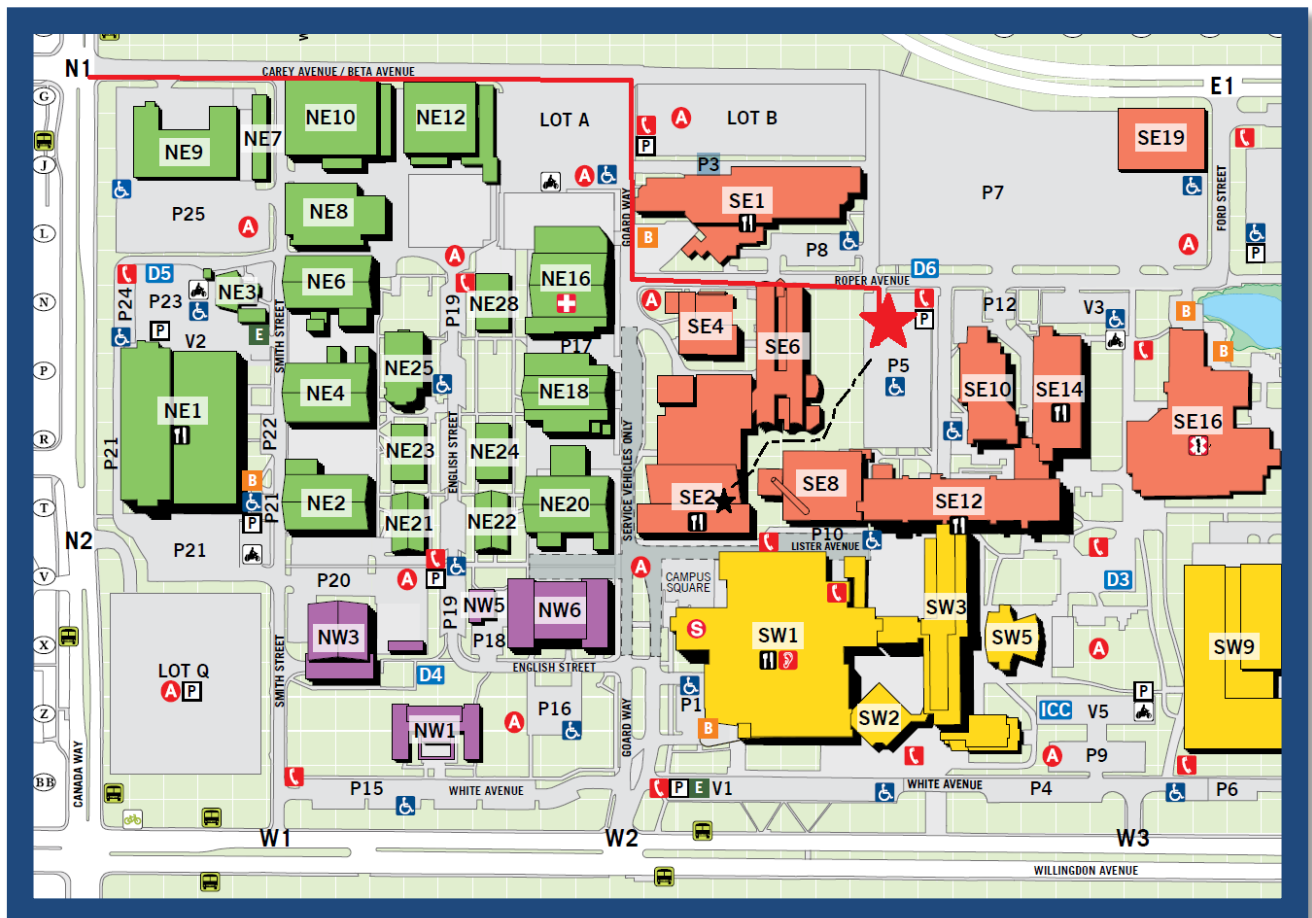 N1
CAREY AVENUE / BETA AVENUE
E1
G
NE9
NE7
NE10
NE12
LOT A
A
P
LOT B
SE19
J
P3
A
P25
A
NE8
SE1
P7
GOARD WAY
FORD STREET
L
B
P8
A
P
A
D5
D6
NE6
NE16
ROPER AVENUE
P24
P23
NE3
P19
NE28
N
A
P
P12
V3
B
P
E
SMITH STREET
SE4
V2
P17
SE6
B
P
NE25
P5
NE1
NE4
NE18
SE10
SE14
SE16
P21
P22
NE23
ENGLISH STREET
NE24
SERVICE VEHICLES ONLY
R
B
P21
NE2
NE21
NE22
NE20
SE2
SE8
SE12
T
P
N2
P21
P10
LISTER AVENUE
V
P20
A
P
A
CAMPUS
SQUARE
D3
NW3
P19
NW5
NW6
SW3
S
SW1
SW5
X
P18
A
SW9
LOT Q
A
P
SMITH STREET
D4
ENGLISH STREET
P
P1
ICC
V5
Z
NW1
A
P16
GOARD WAY
B
SW2
A
P9
CANADA WAY
BB
P15
WHITE AVENUE
P
E
V1
WHITE AVENUE
P4
P6
W1
W2
W3
WILLINGDON AVENUE